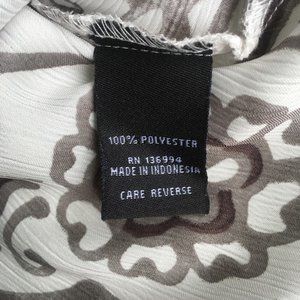 100% POLYESTER
RN 136994
MADE IN INDONESIA
CARE REVERSE